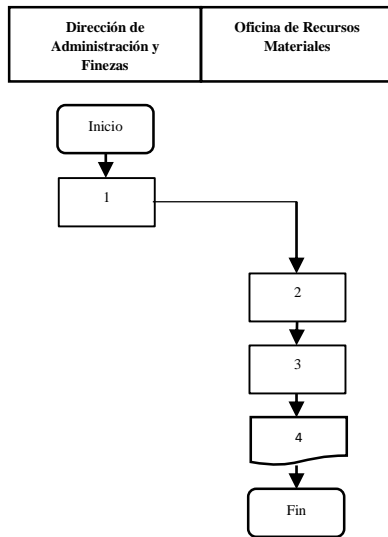 Dirección de
Administración y
Finezas
Oficina de Recursos
Materiales
Inicio
1
2
3
4
Fin